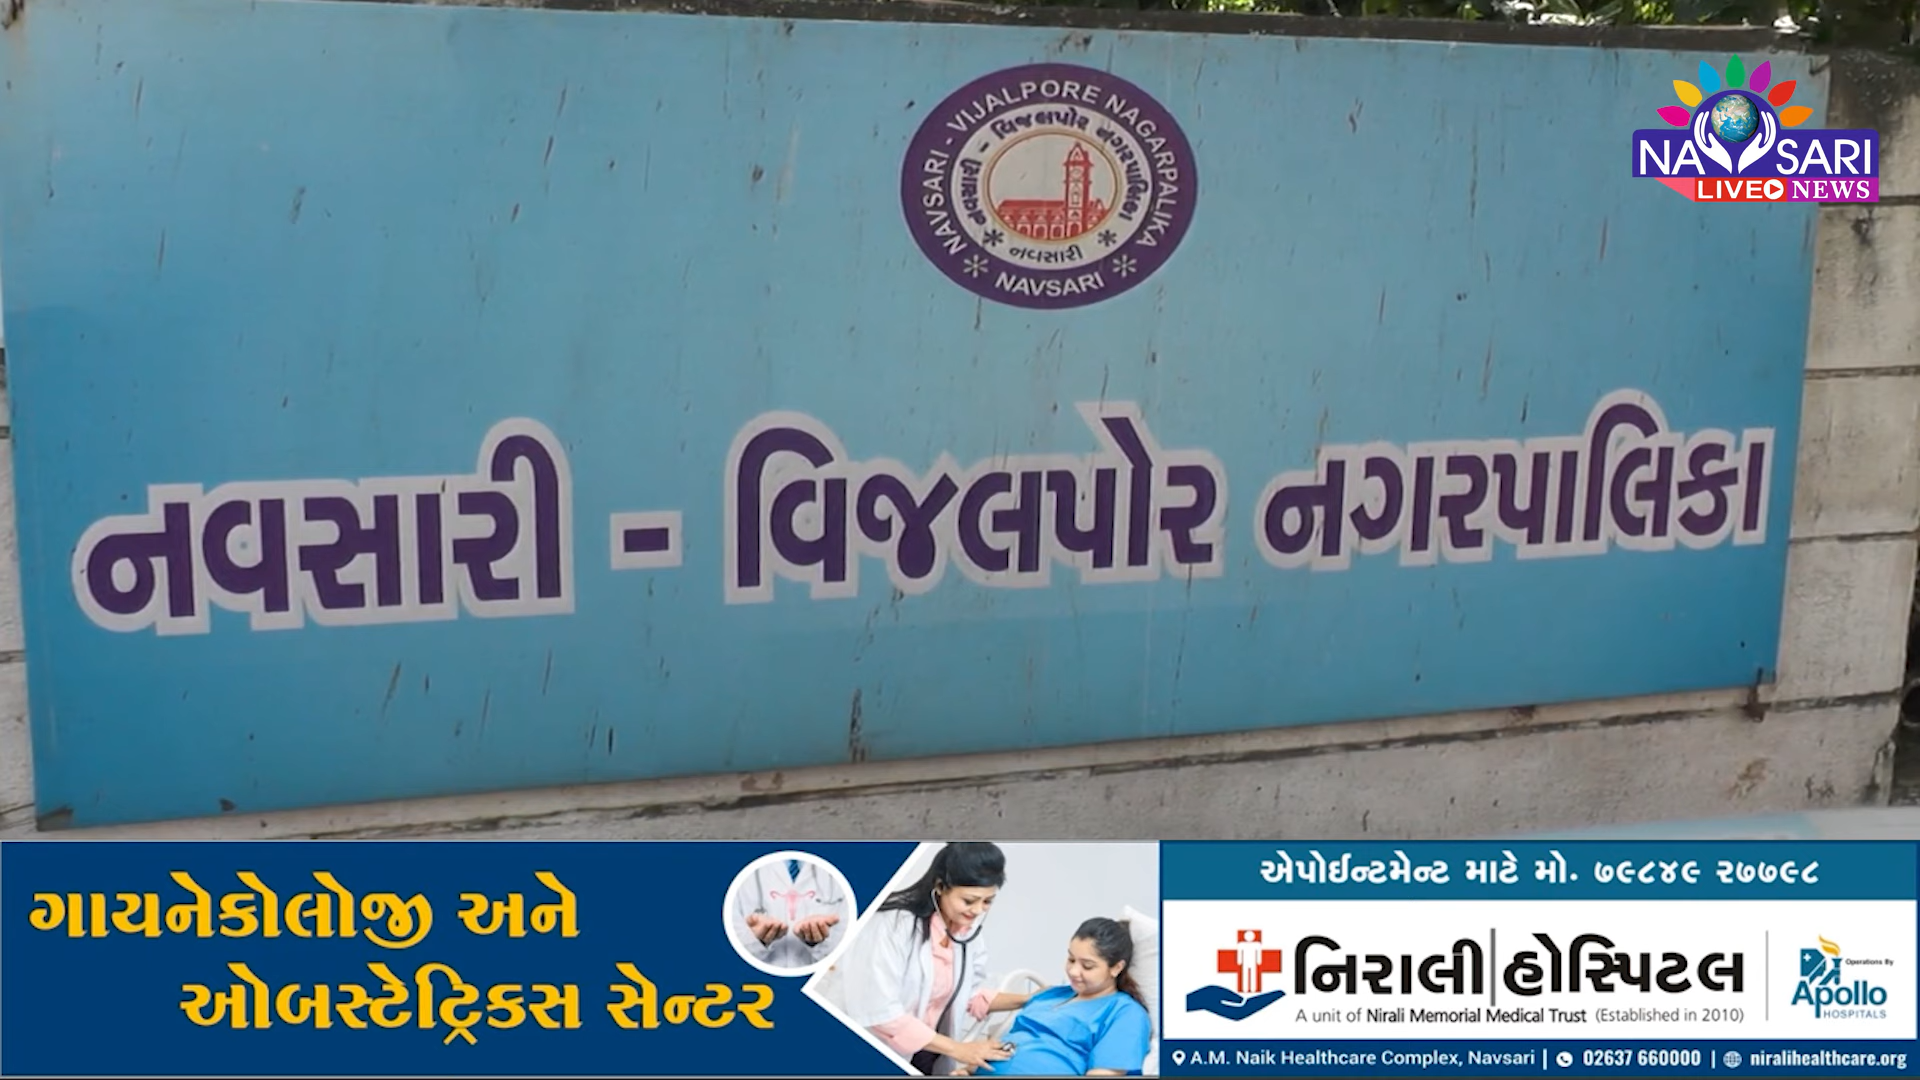 NAVSARI - VIJALPORE NAGARPALIKA
નવસારી - વિજલપોર નગરપાલિકા
નવસારી
NAVSARI
NAVSARI
LIVE NEWS
નવસારી - વિજલપોર નગરપાલિકા
ગાયનેકોલોજી અને
ઓબસ્ટેટ્રિકસ સેન્ટર
એપોઈન્ટમેન્ટ માટે મો. ૭૯૮૪૯ ૨૭૭૯૮
નિરાલી હોસ્પિટલ
A unit of Nirali Memorial Medical Trust (Established in 2010)
Operations By
Apollo
HOSPITALS
A.M. Naik Healthcare Complex, Navsari | 02637 660000 | niralihealthcare.org